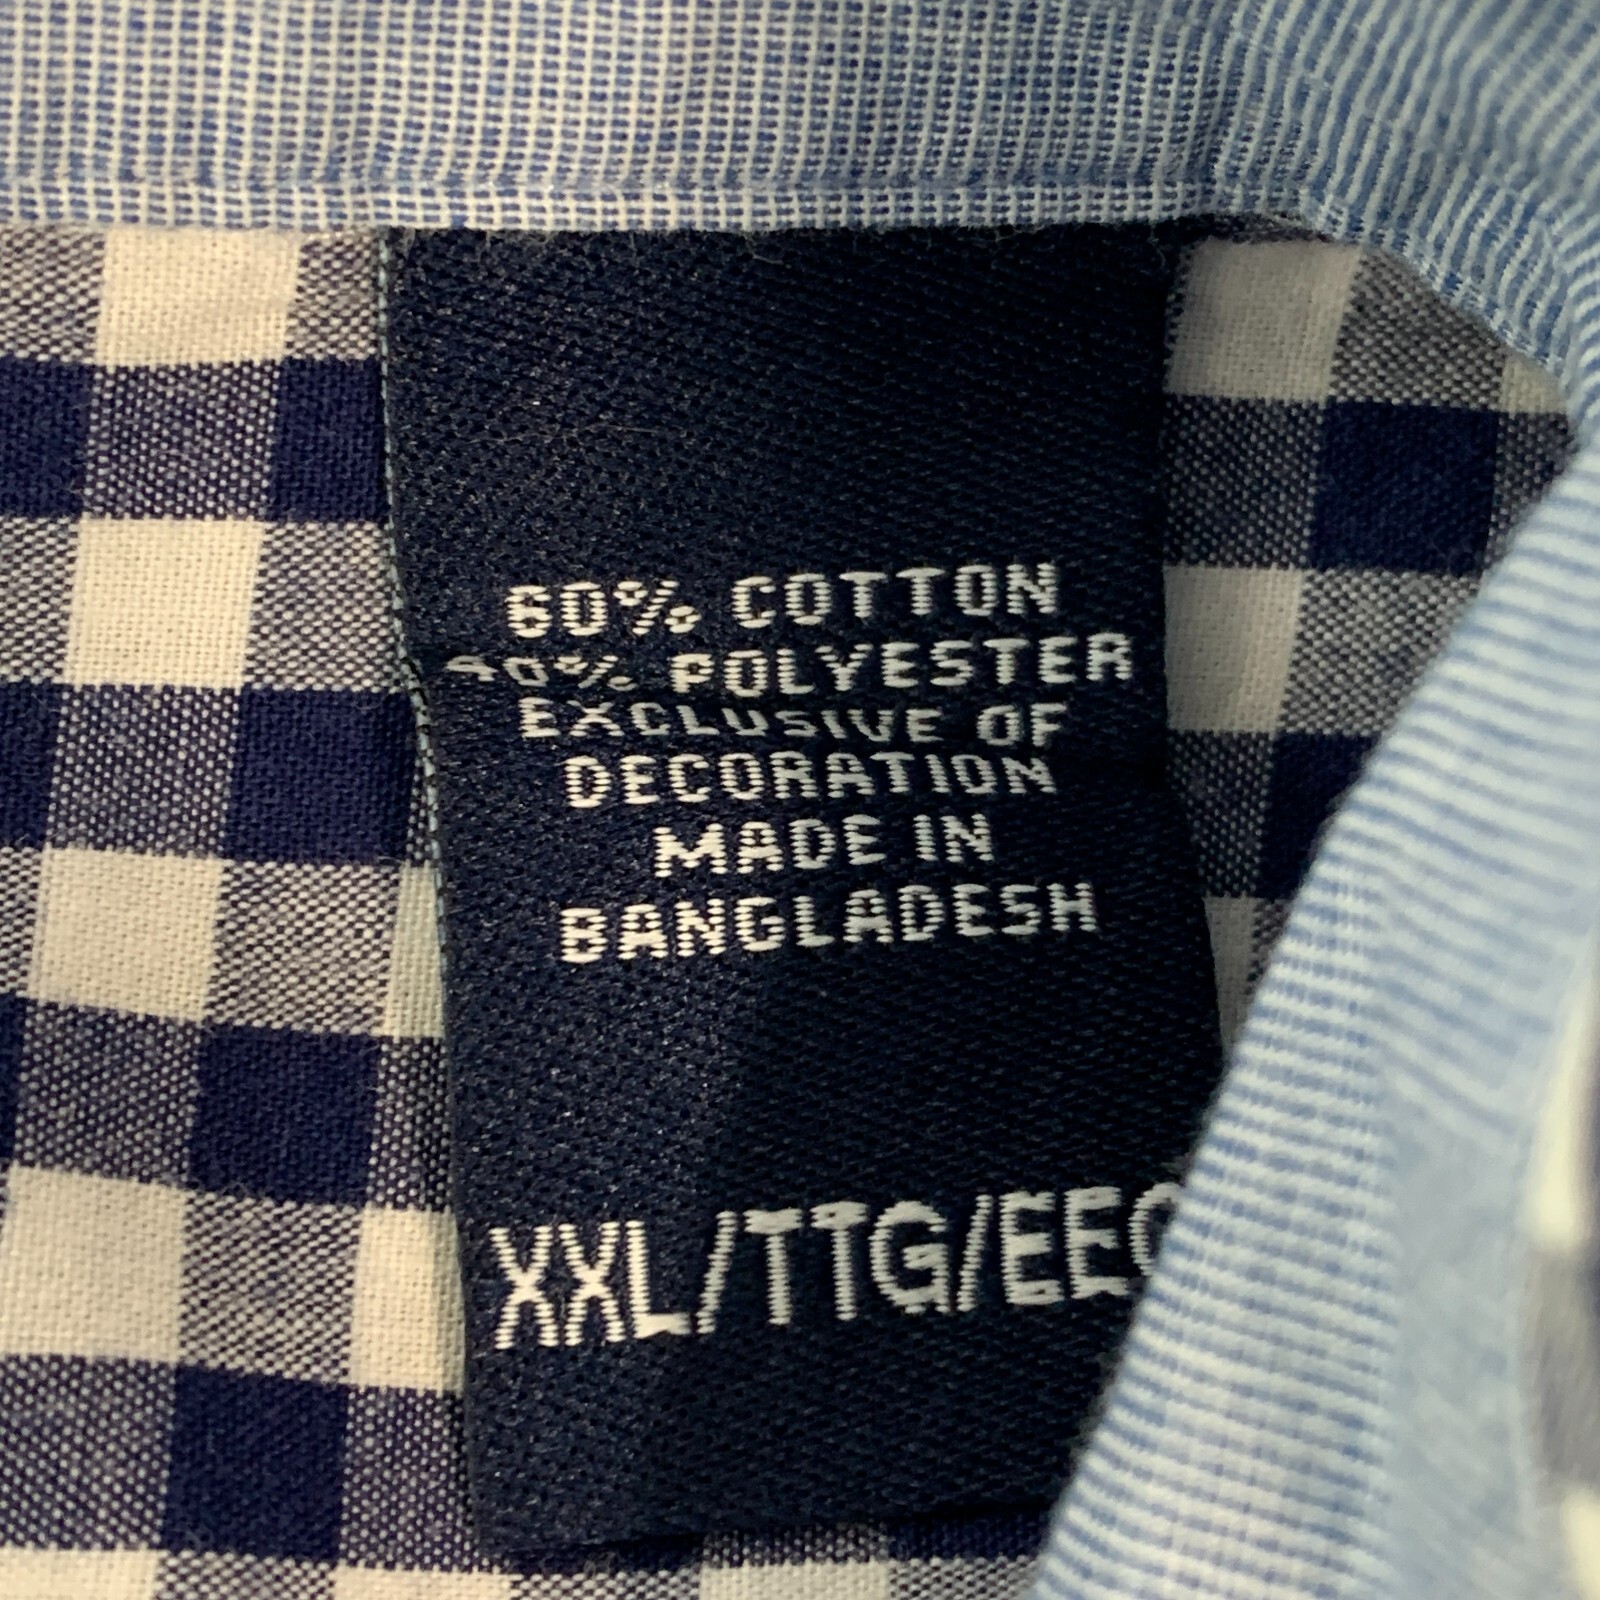 60% COTTON
40% POLYESTER
EXCLUSIVE OF
DECORATION
MADE IN
BANGLADESH
XXL/TTG/EEG